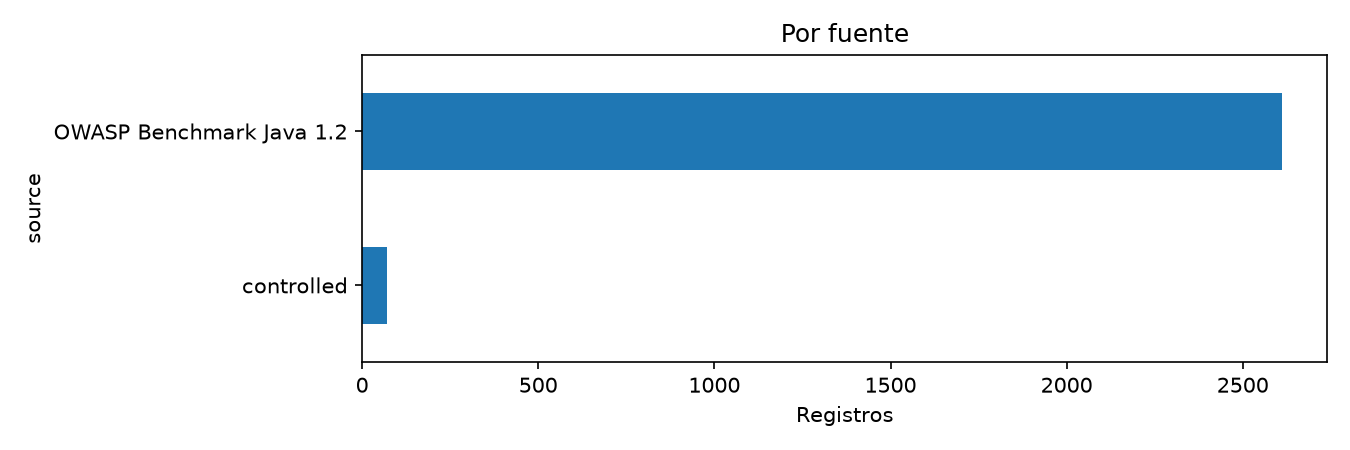 Por fuente
OWASP Benchmark Java 1.2
controlled
source
0 500 1000 1500 2000 2500
Registros